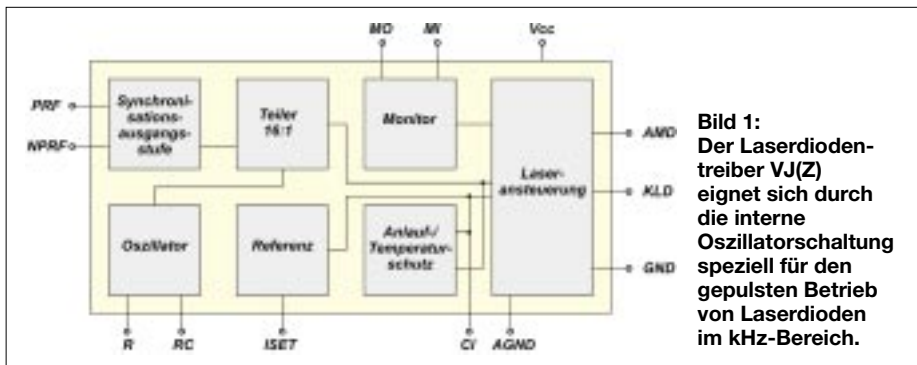 MO MI Vcc
PRF
NPRF
Synchroni-
sations-
ausgangs-
stufe
Teiler
16:1
Monitor
Laser-
ansteuerung
AMD
KLD
GND
Oszillator
Referenz
Anlauf-/
Temperatur-
schutz
R RC ISET CI AGND
Bild 1:
Der Laserdioden-
treiber VJ(Z)
eignet sich durch
die interne
Oszillatorschaltung
speziell für den
gepulsten Betrieb
von Laserdioden
im kHz-Bereich.